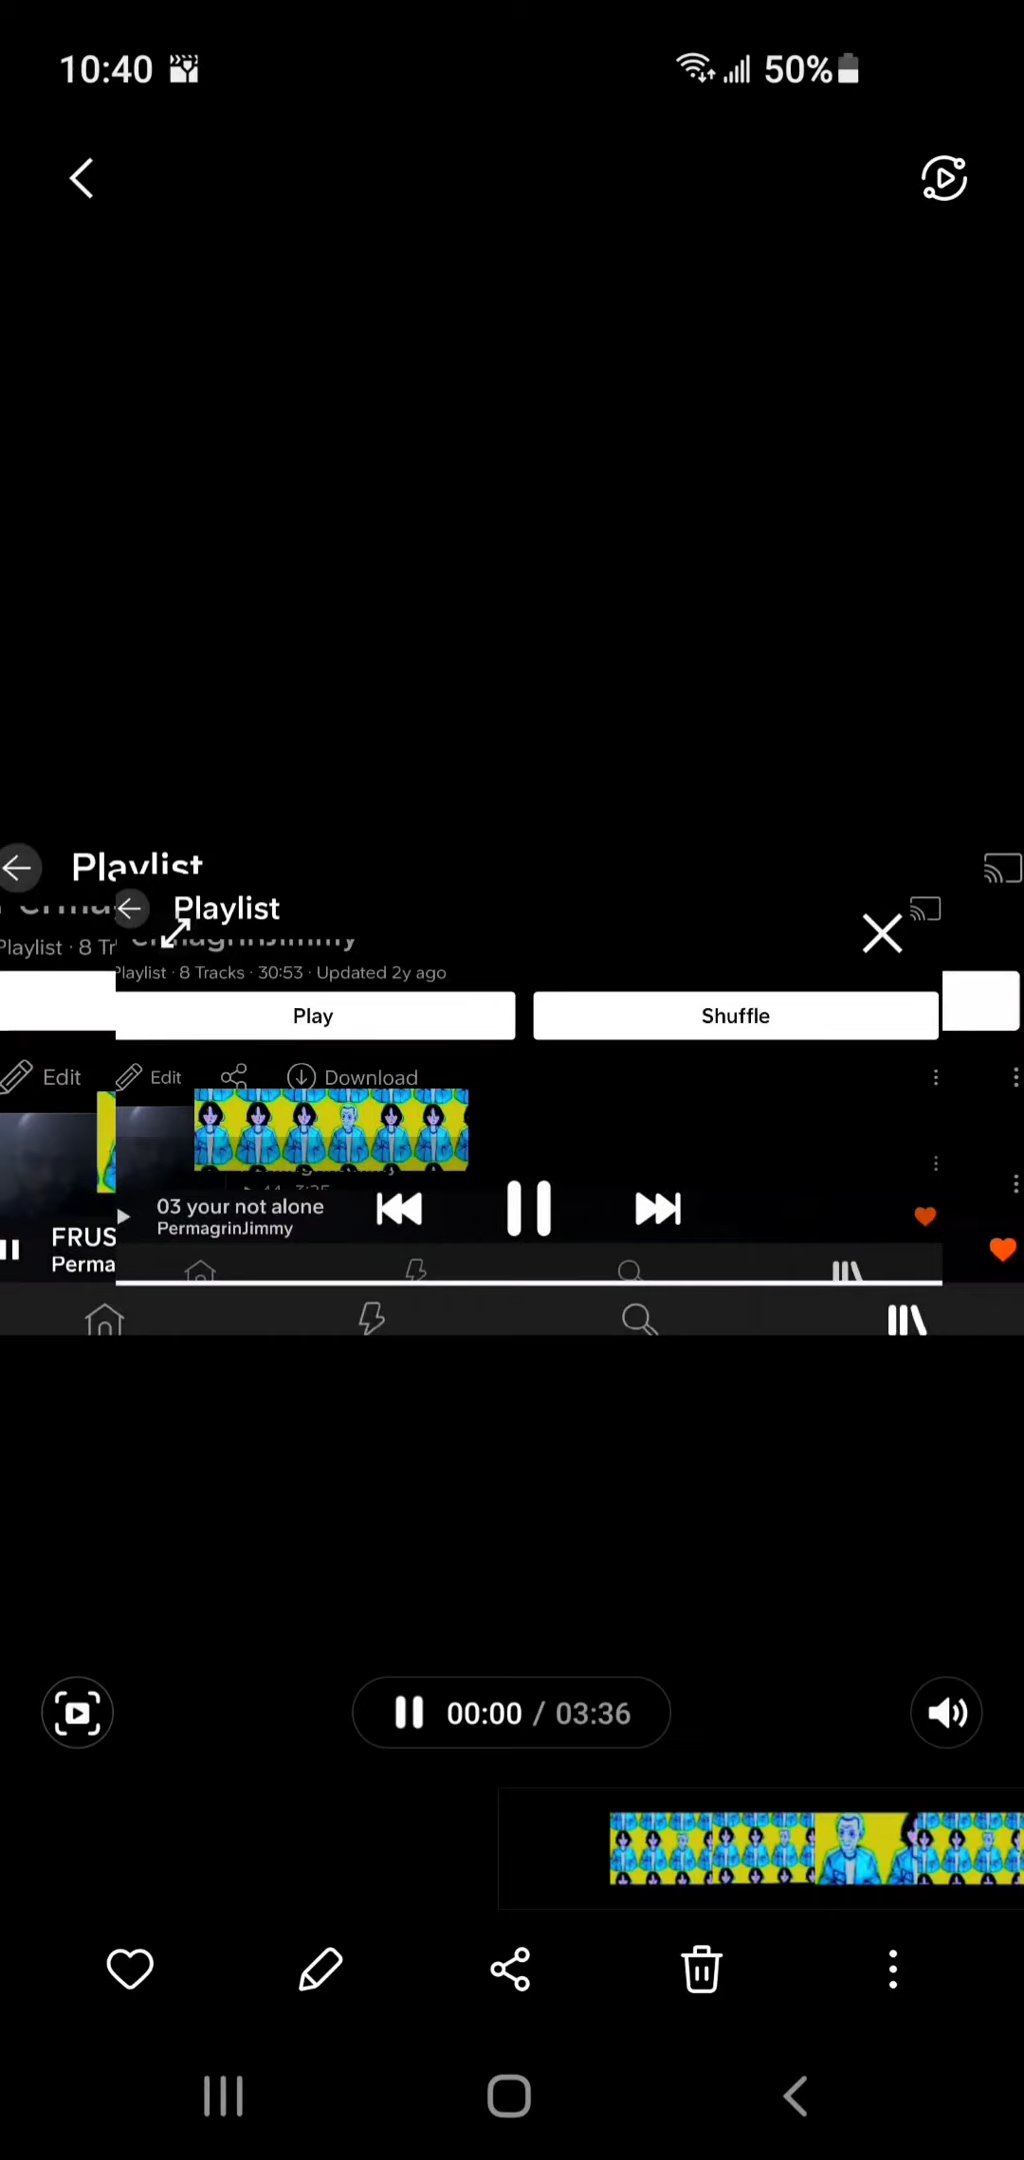 10:40 50%
Playlist
Playlist
Playlist · 8 Tr
Playlist · 8 Tracks · 30:53 · Updated 2y ago
Play Shuffle
Edit Edit Download
03 your not alone
PermagrinJimmy
FRUS
Perma
00:00 / 03:36